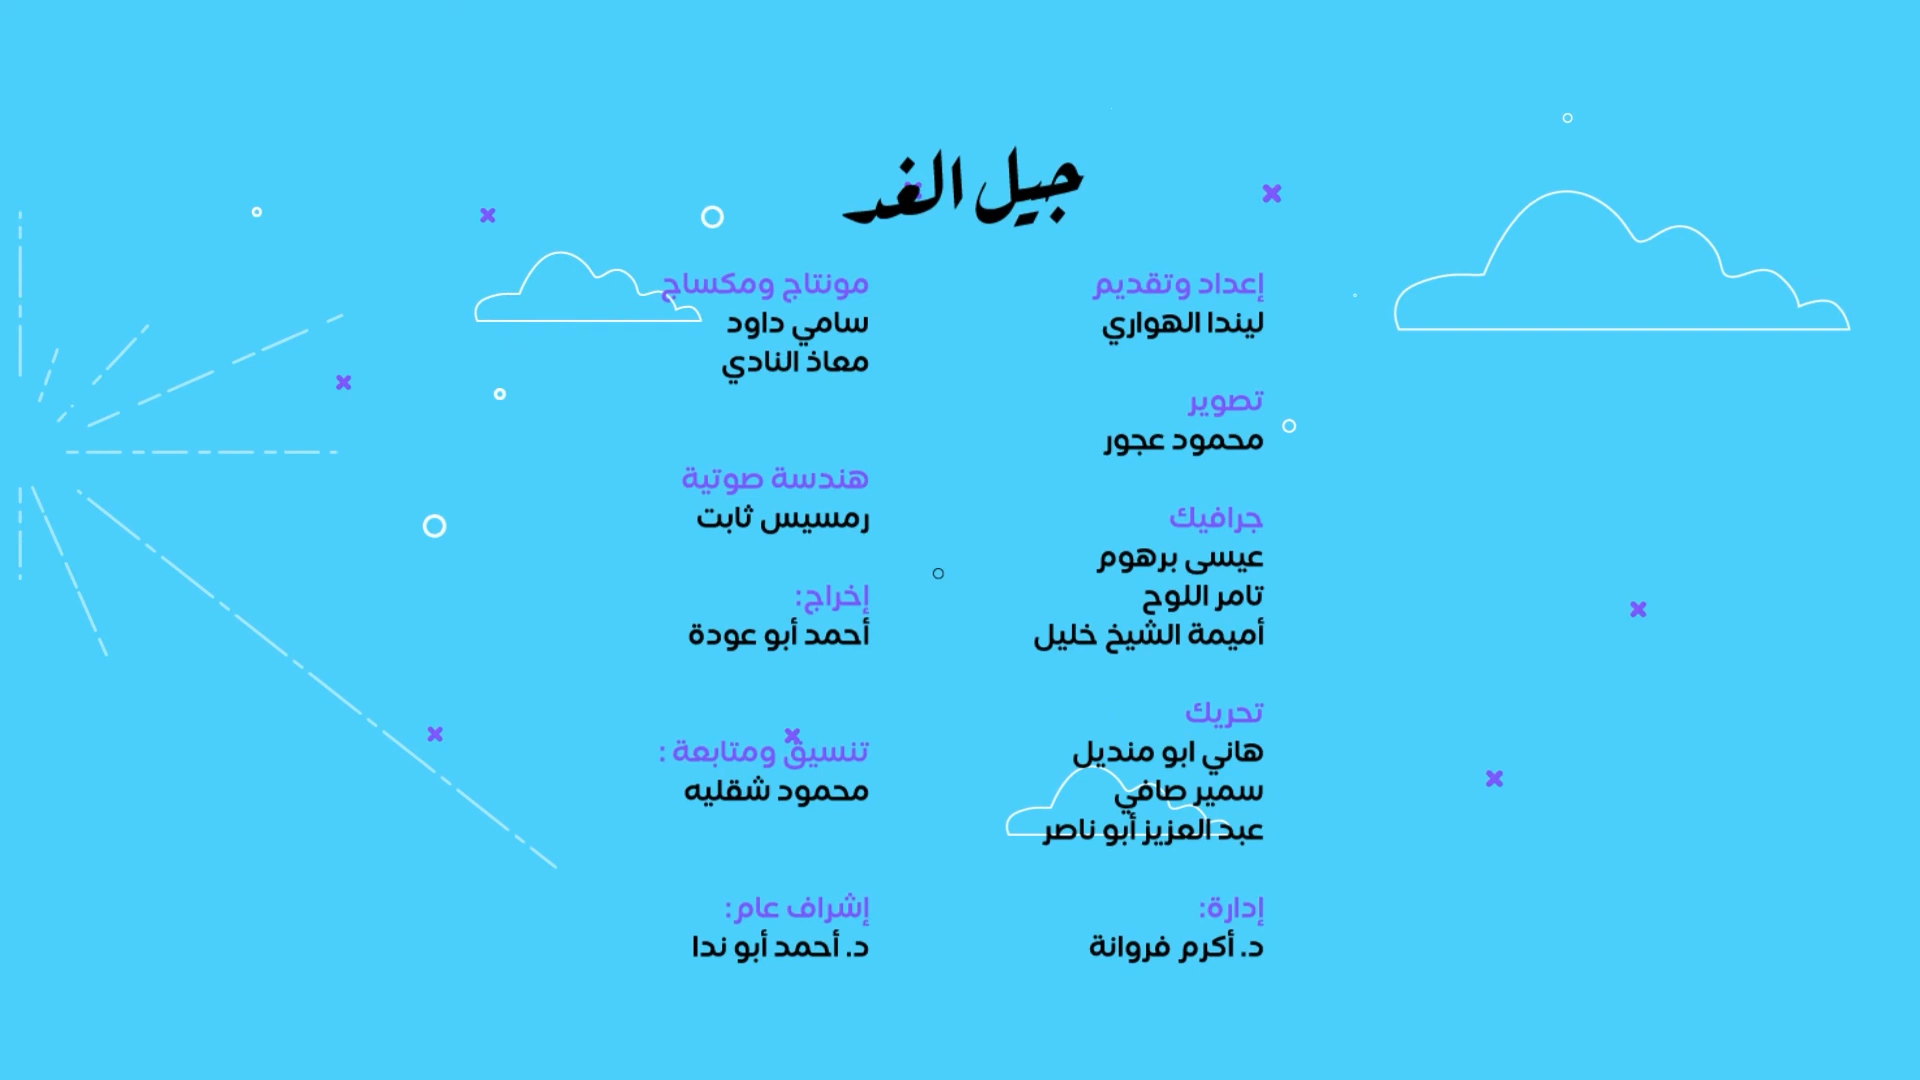 جيل الغد
إعداد وتقديم
ليندا الهواري
تصوير
محمود عجور
جرافيك
عيسى برهوم
تامر اللوح
أميمة الشيخ خليل
تحريك
هاني ابو منديل
سمير صافي
عبد العزيز أبو ناصر
إدارة:
د. أكرم فروانة
مونتاج ومكساج
سامي داود
معاذ النادي
هندسة صوتية
رمسيس ثابت
إخراج:
أحمد أبو عودة
تنسيق ومتابعة :
محمود شقليه
إشراف عام:
د. أحمد أبو ندا